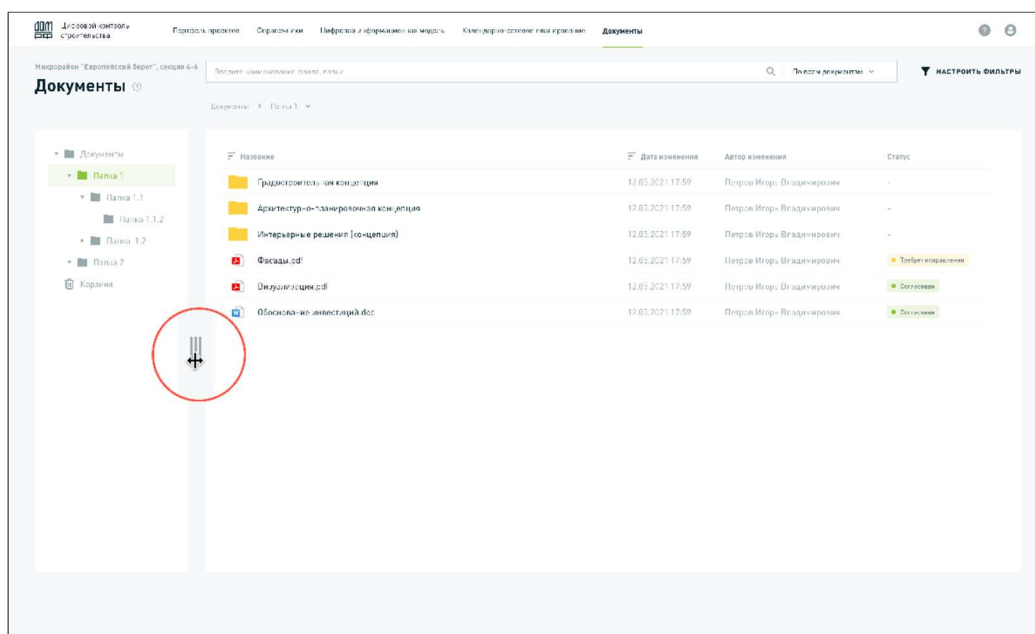 ДОМ РФ
Цифровой контроль строительства
Портфель проектов Справочники Цифровая информационная модель Календарно-сетевое планирование Документы
Микрорайон "Европейский берег", секция 4-6
Документы
Введите наименование файла, папки
По всем документам
НАСТРОИТЬ ФИЛЬТРЫ
Документы > Папка 1
Документы
Папка 1
Папка 1.1
Папка 1.1.2
Папка 1.2
Папка 2
Корзина
Название Дата изменения Автор изменения Статус
Градостроительная концепция 12.05.2021 17:59 Петров Игорь Владимирович -
Архитектурно-планировочная концепция 12.05.2021 17:59 Петров Игорь Владимирович -
Интерьерные решения (концепция) 12.05.2021 17:59 Петров Игорь Владимирович -
Фасады.pdf 12.05.2021 17:59 Петров Игорь Владимирович Требует исправления
Визуализация.pdf 12.05.2021 17:59 Петров Игорь Владимирович Согласован
Обоснование инвестиций.doc 12.05.2021 17:59 Петров Игорь Владимирович Согласован